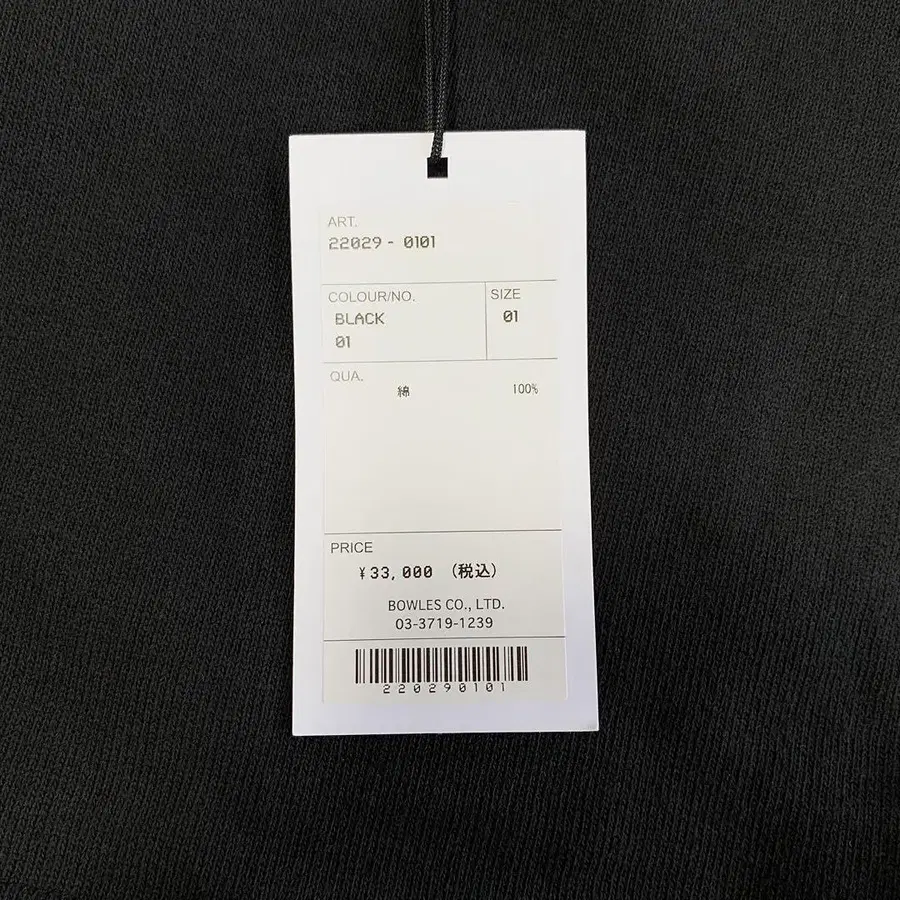 ART.
22029 - 0101
COLOUR/NO.
BLACK
01
SIZE
01
QUA.
綿 100%
PRICE
¥33,000 (税込)
BOWLES CO., LTD.
03-3719-1239
220290101